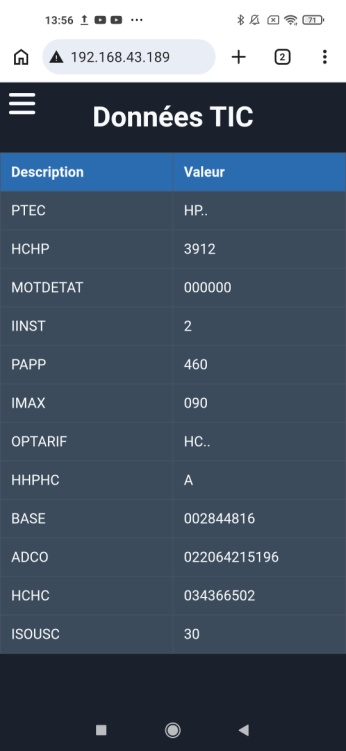 13:56
71
192.168.43.189
2
Données TIC
Description Valeur
PTEC HP..
HCHP 3912
MOTDETAT 000000
IINST 2
PAPP 460
IMAX 090
OPTARIF HC..
HHPHC A
BASE 002844816
ADCO 022064215196
HCHC 034366502
ISOUSC 30